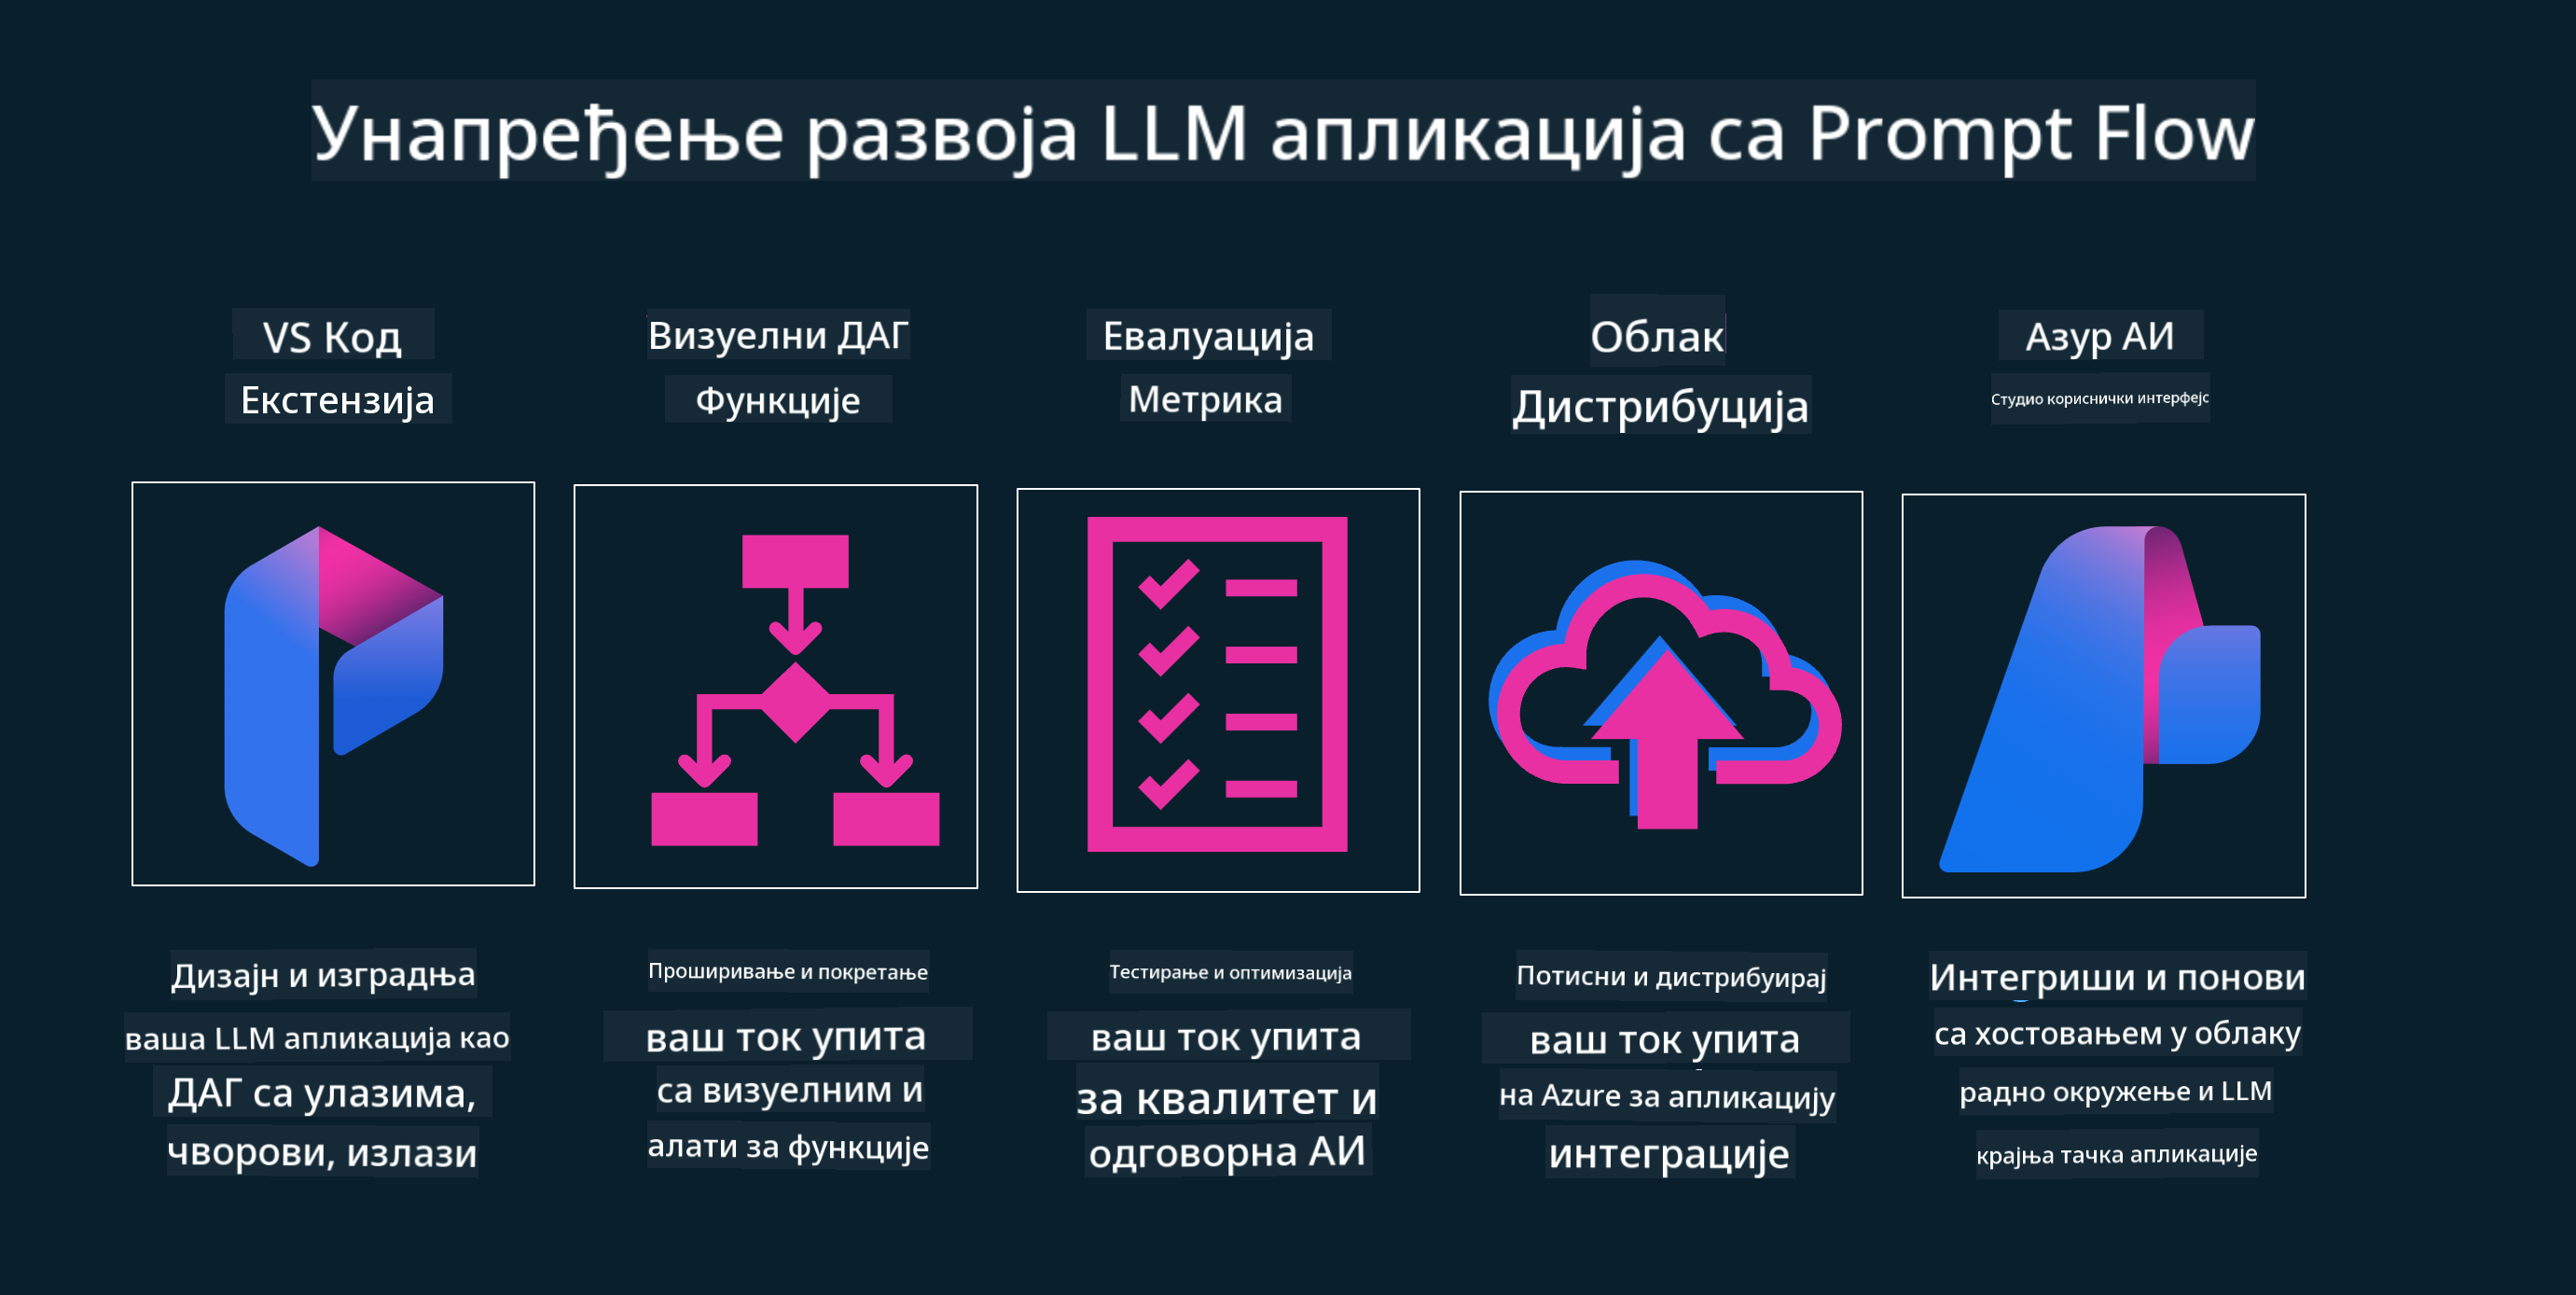 Унапређење развоја LLM апликација са Prompt Flow
VS Код
Екстензија
Визуелни ДАГ
Функције
Евалуација
Метрика
Облак
Дистрибуција
Азур АИ
Студио кориснички интерфејс
Дизајн и изградња
ваша LLM апликација као
ДАГ са улазима,
чворови, излази
Проширивање и покретање
ваш ток упита
са визуелним и
алати за функције
Тестирање и оптимизација
ваш ток упита
за квалитет и
одговорна АИ
Потисни и дистрибуирај
ваш ток упита
на Azure за апликацију
интеграције
Интегриши и понови
са хостовањем у облаку
радно окружење и LLM
крајња тачка апликације